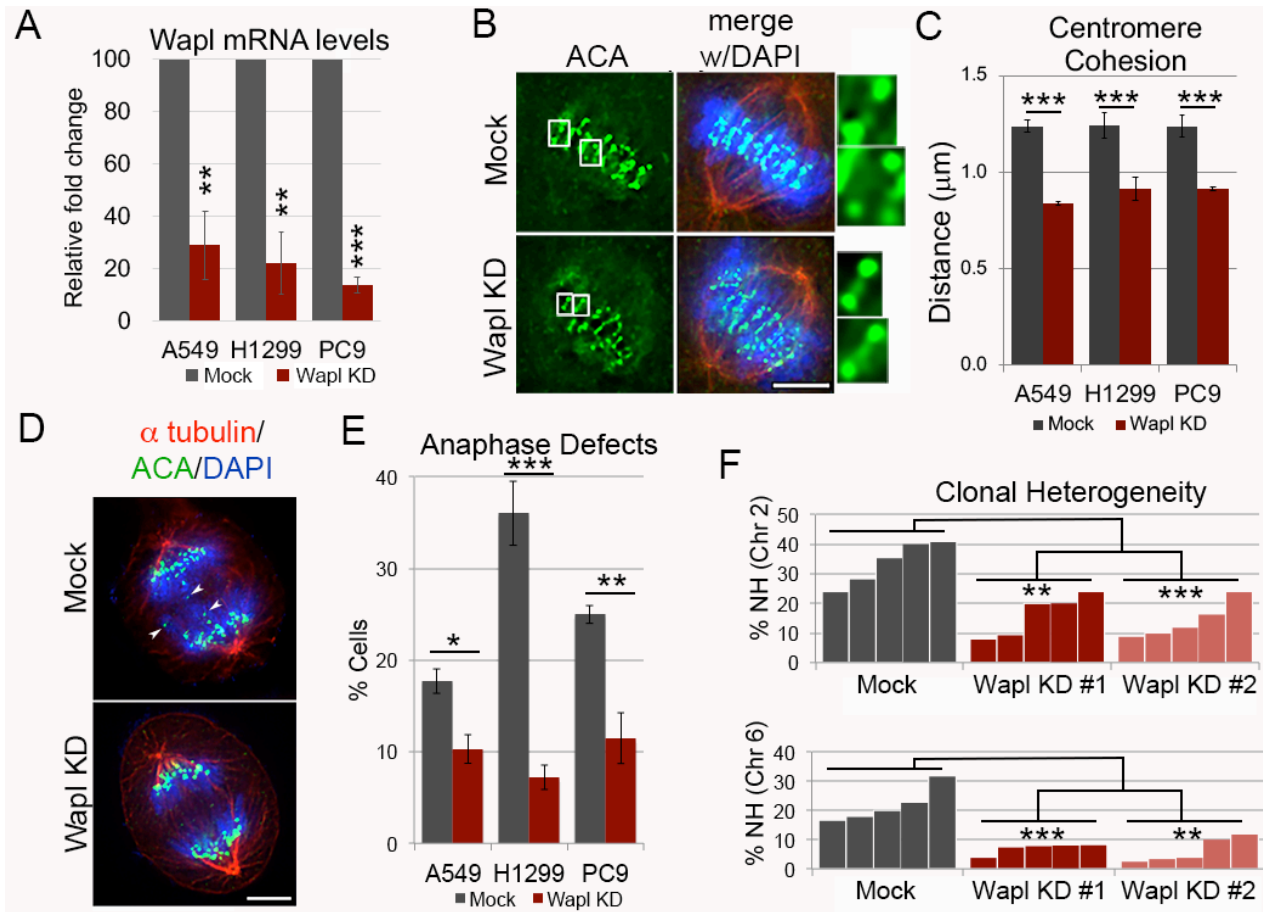 A
Wapl mRNA levels
Relative fold change
100
80
60
40
20
0
**
**
***
A549 H1299 PC9
Mock Wapl KD
B
ACA
merge
w/DAPI
Mock
Wapl KD
C
Centromere
Cohesion
Distance (µm)
1.5
1.0
0.5
0.0
*** *** ***
A549 H1299 PC9
Mock Wapl KD
D
α tubulin/
ACA/DAPI
Mock
Wapl KD
E
Anaphase Defects
% Cells
40
30
20
10
0
*
***
**
A549 H1299 PC9
Mock Wapl KD
F
Clonal Heterogeneity
% NH (Chr 2)
50
40
30
20
10
0
** ***
Mock Wapl KD #1 Wapl KD #2
% NH (Chr 6)
40
30
20
10
0
*** **
Mock Wapl KD #1 Wapl KD #2